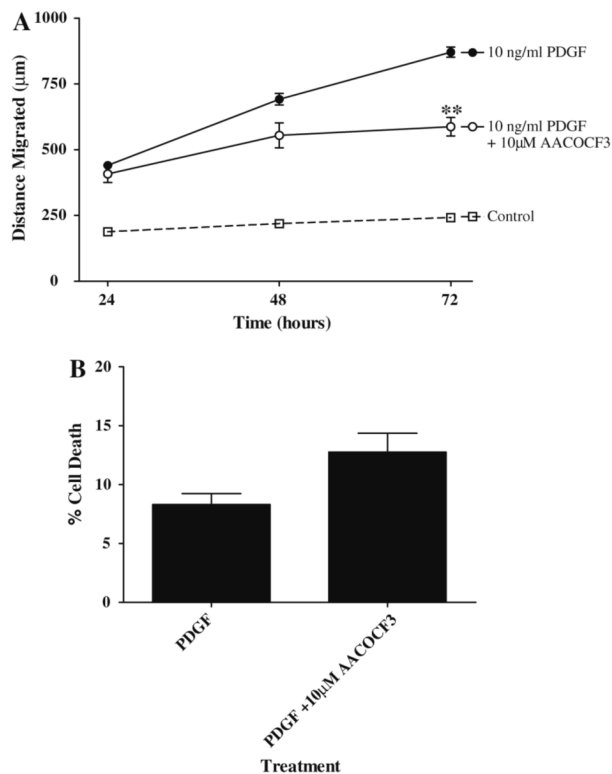 A
1000
750
500
250
0
Distance Migrated (μm)
24
48
72
Time (hours)
**
10 ng/ml PDGF
10 ng/ml PDGF
+ 10μM AACOCF3
Control
B
20
15
10
5
0
% Cell Death
PDGF
PDGF +10μM AACOCF3
Treatment